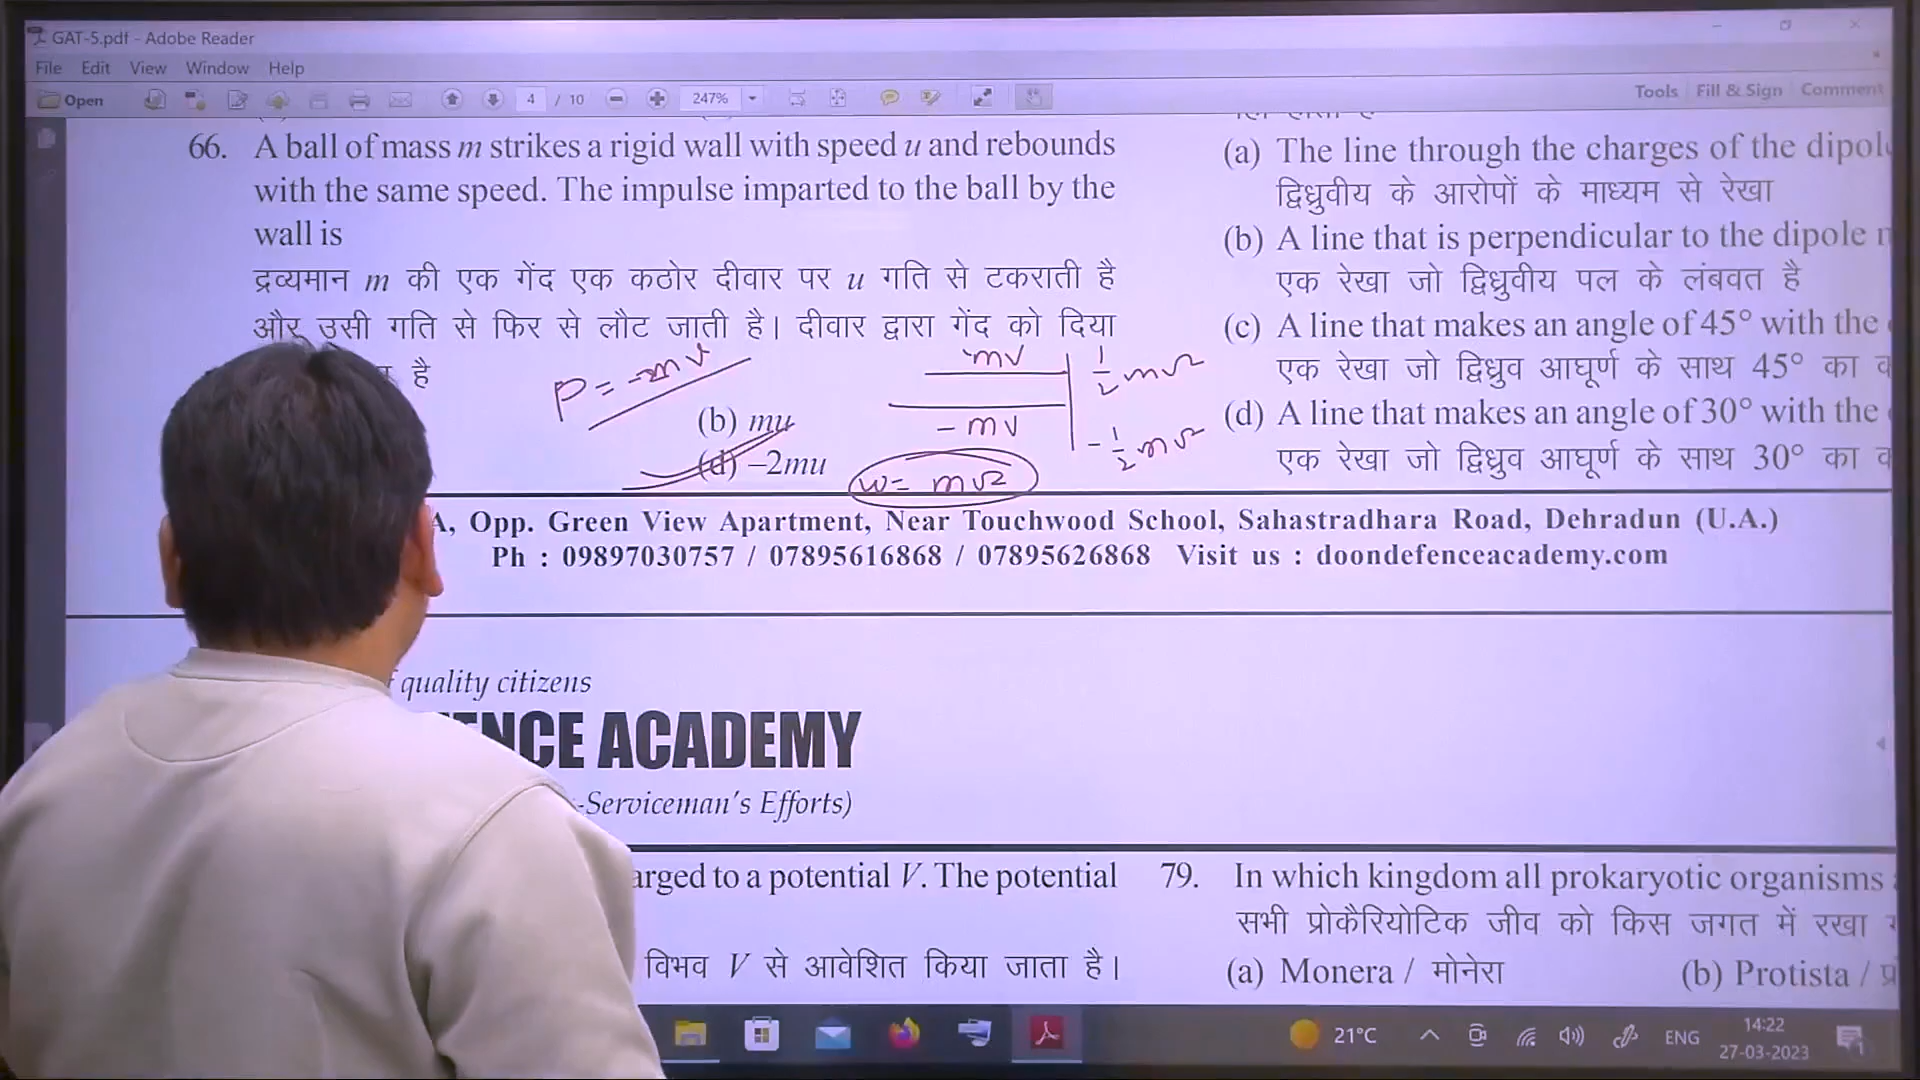 GAT-5.pdf - Adobe Reader
File Edit View Window Help
Open 4 / 10 247% Tools Fill & Sign Comment
66. A ball of mass m strikes a rigid wall with speed u and rebounds
with the same speed. The impulse imparted to the ball by the
wall is
द्रव्यमान m की एक गेंद एक कठोर दीवार पर u गति से टकराती है
और उसी गति से फिर से लौट जाती है। दीवार द्वारा गेंद को दिया
है
P = -2mv
(b) mu
(d) –2mu
mv
- mv
1/2 mv²
- 1/2 mv²
w = mv²
(a) The line through the charges of the dipol
द्विध्रुवीय के आरोपों के माध्यम से रेखा
(b) A line that is perpendicular to the dipole
एक रेखा जो द्विध्रुवीय पल के लंबवत है
(c) A line that makes an angle of 45° with the
एक रेखा जो द्विध्रुव आघूर्ण के साथ 45° का
(d) A line that makes an angle of 30° with the
एक रेखा जो द्विध्रुव आघूर्ण के साथ 30° का
A, Opp. Green View Apartment, Near Touchwood School, Sahastradhara Road, Dehradun (U.A.)
Ph : 09897030757 / 07895616868 / 07895626868 Visit us : doondefenceacademy.com
quality citizens
ENCE ACADEMY
-Serviceman's Efforts)
arged to a potential V. The potential
विभव V से आवेशित किया जाता है।
79. In which kingdom all prokaryotic organisms
सभी प्रोकैरियोटिक जीव को किस जगत में रखा
(a) Monera / मोनेरा (b) Protista /
21°C ENG 14:22
27-03-2023